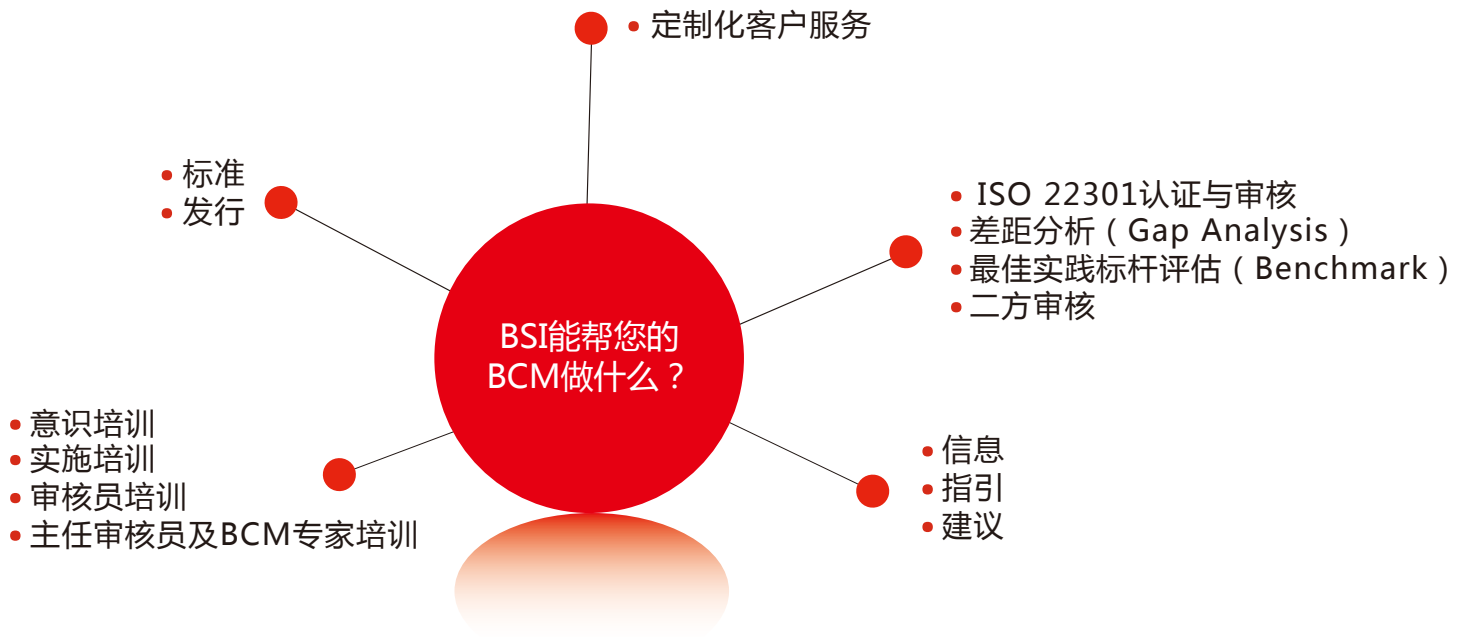 • 定制化客户服务
• 标准
• 发行
• ISO 22301认证与审核
• 差距分析（Gap Analysis）
• 最佳实践标杆评估（Benchmark）
• 二方审核
BSI能帮您的
BCM做什么？
• 意识培训
• 实施培训
• 审核员培训
• 主任审核员及BCM专家培训
• 信息
• 指引
• 建议